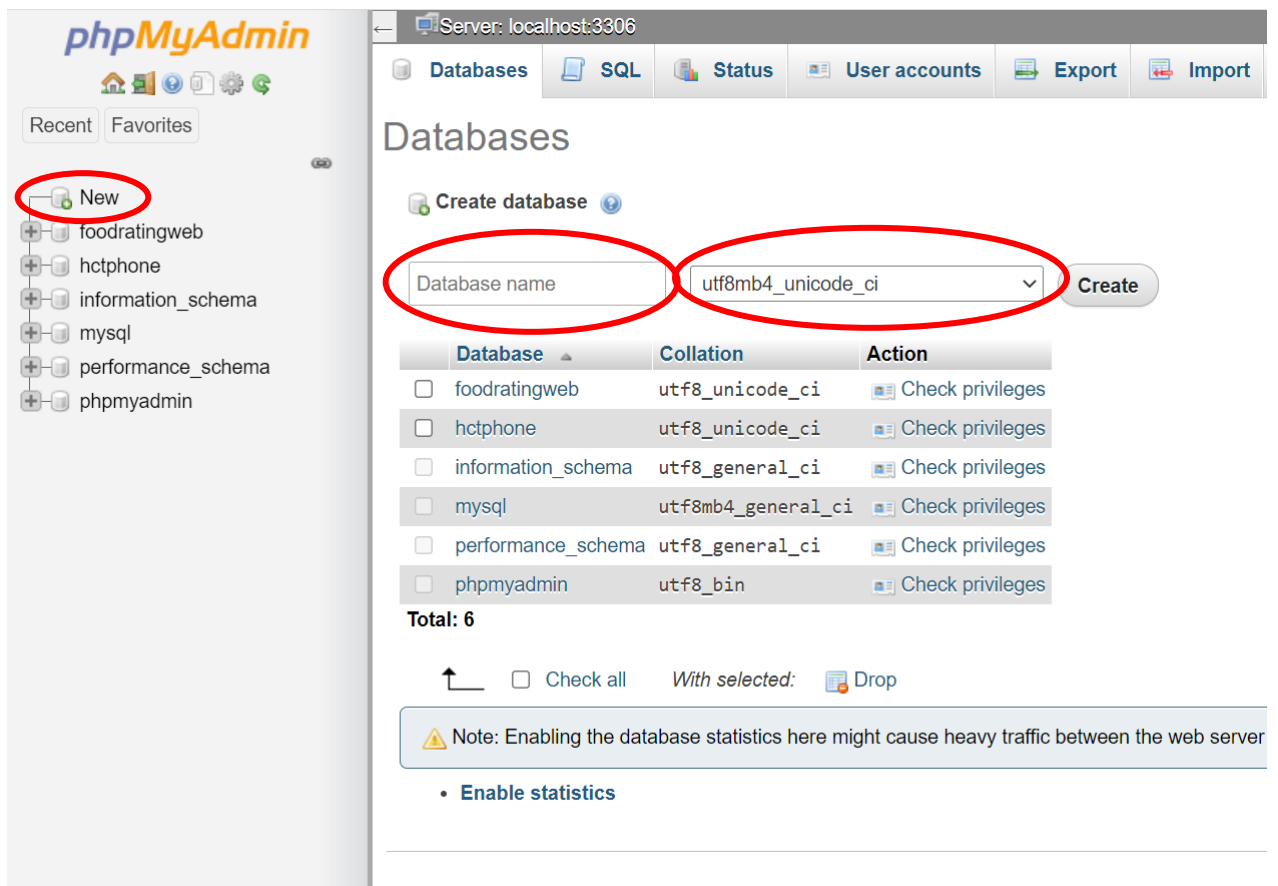 phpMyAdmin
Recent Favorites
New
foodratingweb
hctphone
information_schema
mysql
performance_schema
phpmyadmin
Server: localhost:3306
Databases SQL Status User accounts Export Import
Databases
Create database
Database name utf8mb4_unicode_ci Create
Database Collation Action
foodratingweb utf8_unicode_ci Check privileges
hctphone utf8_unicode_ci Check privileges
information_schema utf8_general_ci Check privileges
mysql utf8mb4_general_ci Check privileges
performance_schema utf8_general_ci Check privileges
phpmyadmin utf8_bin Check privileges
Total: 6
Check all With selected: Drop
Note: Enabling the database statistics here might cause heavy traffic between the web server
Enable statistics